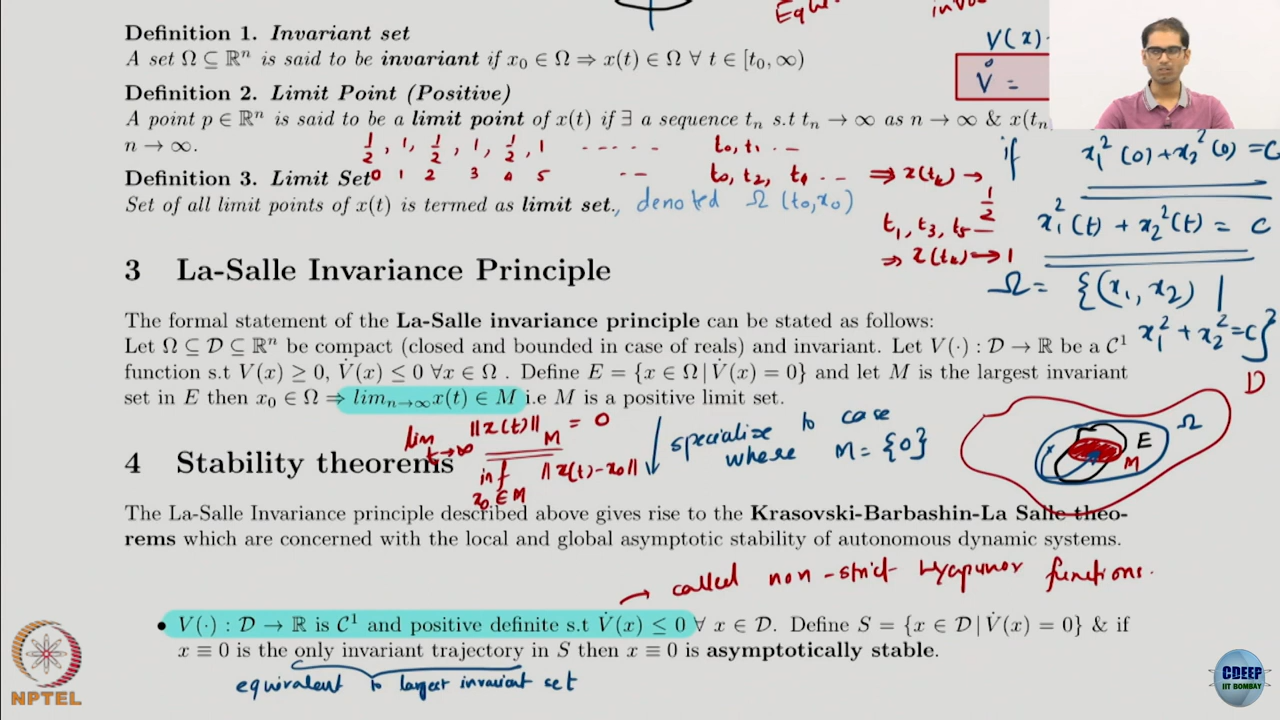 Equ
inva
Definition 1. Invariant set
A set Ω ⊆ ℝⁿ is said to be invariant if x₀ ∈ Ω ⇒ x(t) ∈ Ω ∀ t ∈ [t₀, ∞)
V(x)
V̇ =
Definition 2. Limit Point (Positive)
A point p ∈ ℝⁿ is said to be a limit point of x(t) if ∃ a sequence tₙ s.t tₙ → ∞ as n → ∞ & x(tₙ
n → ∞.
1/2, 1, 1/2, 1, 1/2, 1 ......
t₀, t₁ ...
if x₁²(0) + x₂²(0) = C
Definition 3. Limit Set
0 1 2 3 4 5 ...
t₀, t₂, t₄ ... ⇒ x(tₖ) → 1/2
Set of all limit points of x(t) is termed as limit set., denoted Ω (t₀, x₀)
t₁, t₃, t₅ —
⇒ x(tₖ) → 1
x₁²(t) + x₂²(t) = C
Ω = {(x₁, x₂) |
x₁² + x₂² = C}
3 La-Salle Invariance Principle
The formal statement of the La-Salle invariance principle can be stated as follows:
Let Ω ⊆ 𝒟 ⊆ ℝⁿ be compact (closed and bounded in case of reals) and invariant. Let V(·) : 𝒟 → ℝ be a 𝒞¹
function s.t V(x) ≥ 0, V̇(x) ≤ 0 ∀x ∈ Ω . Define E = {x ∈ Ω | V̇(x) = 0} and let M is the largest invariant
set in E then x₀ ∈ Ω ⇒ limₙ→∞x(t) ∈ M i.e M is a positive limit set.
D
Ω
E
M
lim t→∞ ||x(t)||_M = 0
inf x₀ ∈ M ||x(t) - x₀||
specialize to case
where M = {0}
4 Stability theorems
The La-Salle Invariance principle described above gives rise to the Krasovski-Barbashin-La Salle theo-
rems which are concerned with the local and global asymptotic stability of autonomous dynamic systems.
→ called non-strict Lyapunov functions.
• V(·) : 𝒟 → ℝ is 𝒞¹ and positive definite s.t V̇(x) ≤ 0 ∀ x ∈ 𝒟. Define S = {x ∈ 𝒟 | V̇(x) = 0} & if
x ≡ 0 is the only invariant trajectory in S then x ≡ 0 is asymptotically stable.
equivalent to largest invariant set
NPTEL
CDEEP
IIT BOMBAY